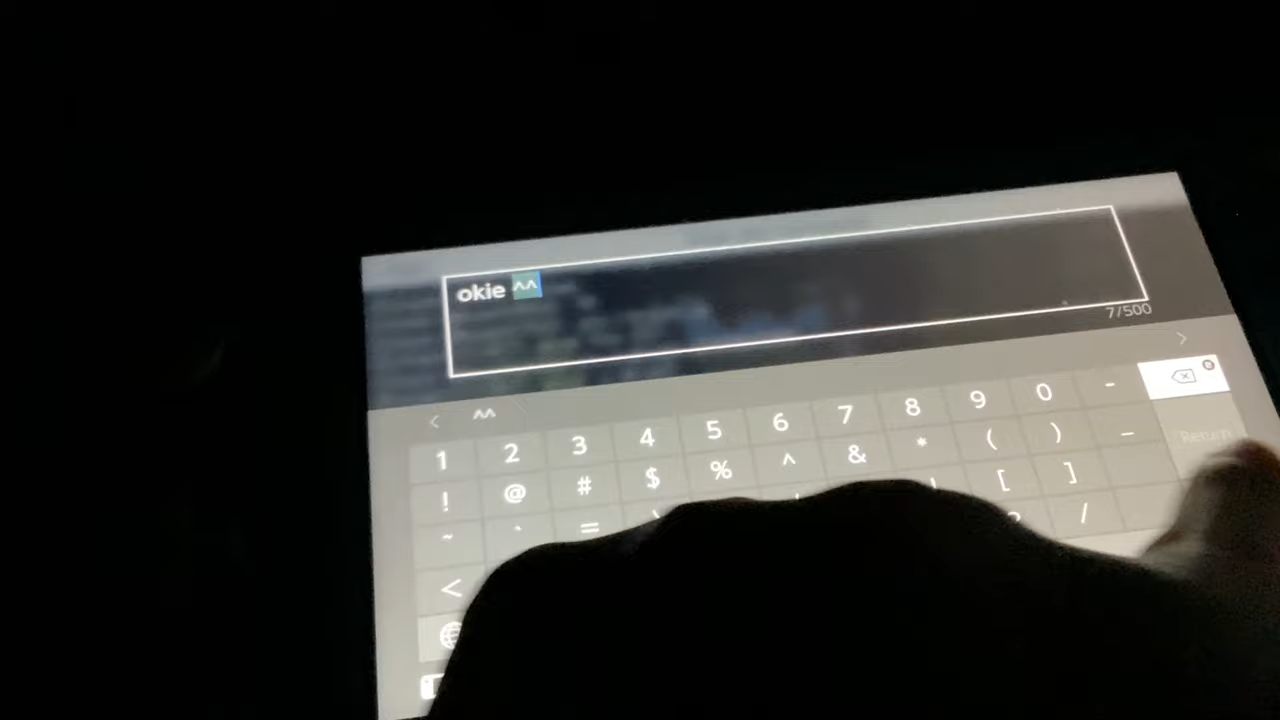 okie ^^
7/500
< ^^ >
1 2 3 4 5 6 7 8 9 0 -
! @ # $ % ^ & * ( ) _
~ ` = [ ]
< /
Return